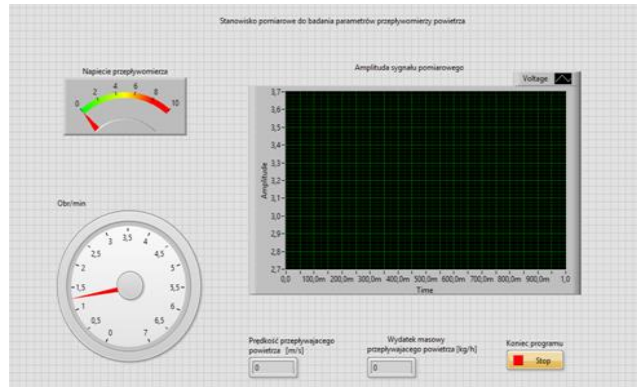 Stanowisko pomiarowe do badania parametrów przepływomierzy powietrza
Napiecie przepływomierza
0 2 4 6 8 10
Amplituda sygnału pomiarowego
Voltage
Amplitude
3,7
3,6
3,5
3,4
3,3
3,2
3,1
3,0
2,9
2,8
2,7
0,0 100,0m 200,0m 300,0m 400,0m 500,0m 600,0m 700,0m 800,0m 900,0m 1,0
Time
Obr/min
0 0,5 1 1,5 2 2,5 3 3,5 4 4,5 5 5,5 6 6,5 7
Prędkość przepływajacego
powietrza [m/s]
0
Wydatek masowy
przepływajacego powietrza [kg/h]
0
Koniec programu
Stop